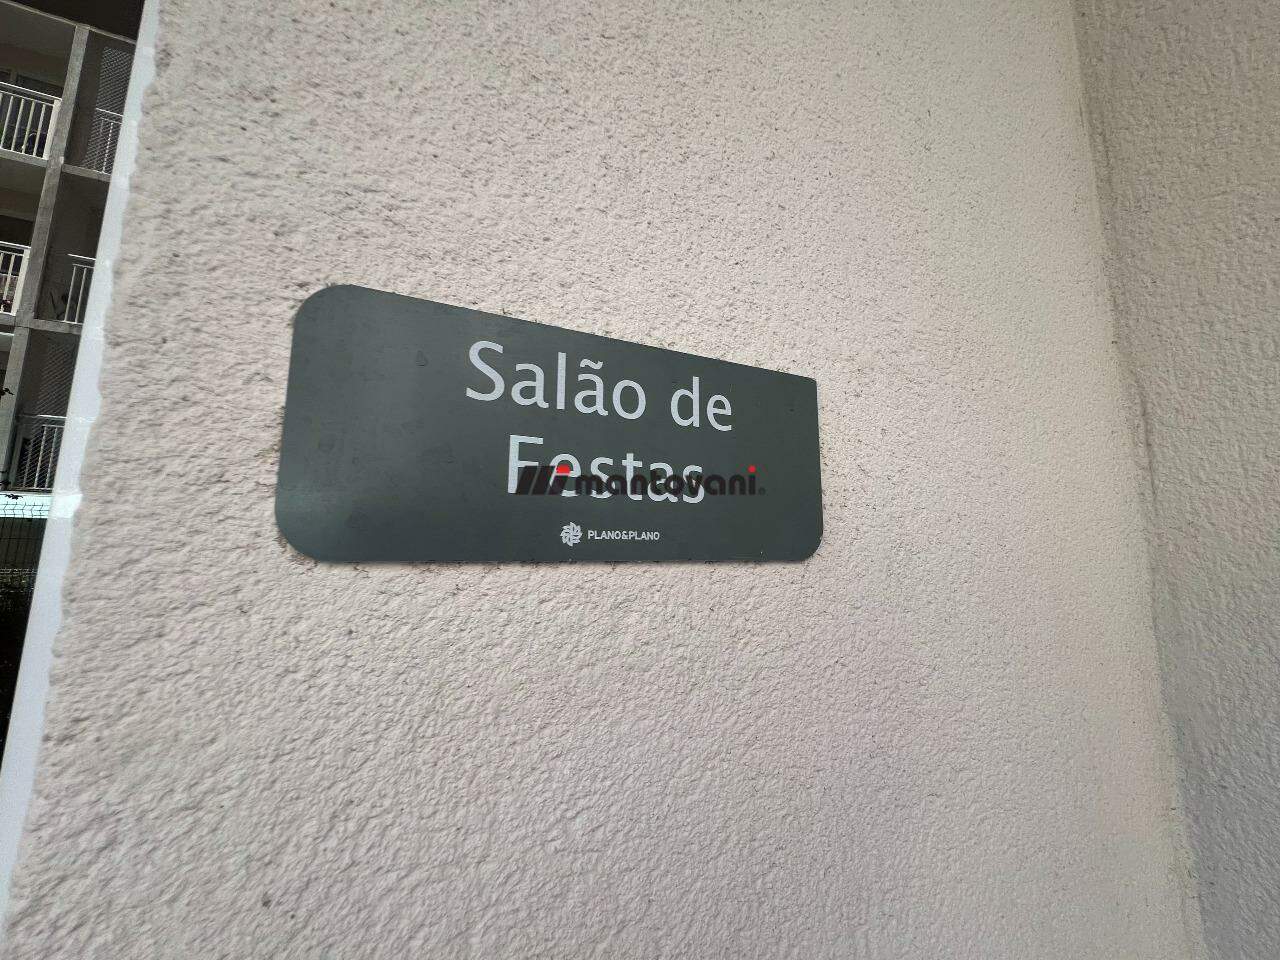 Salão de
Festas
mantovani
PLANO&PLANO